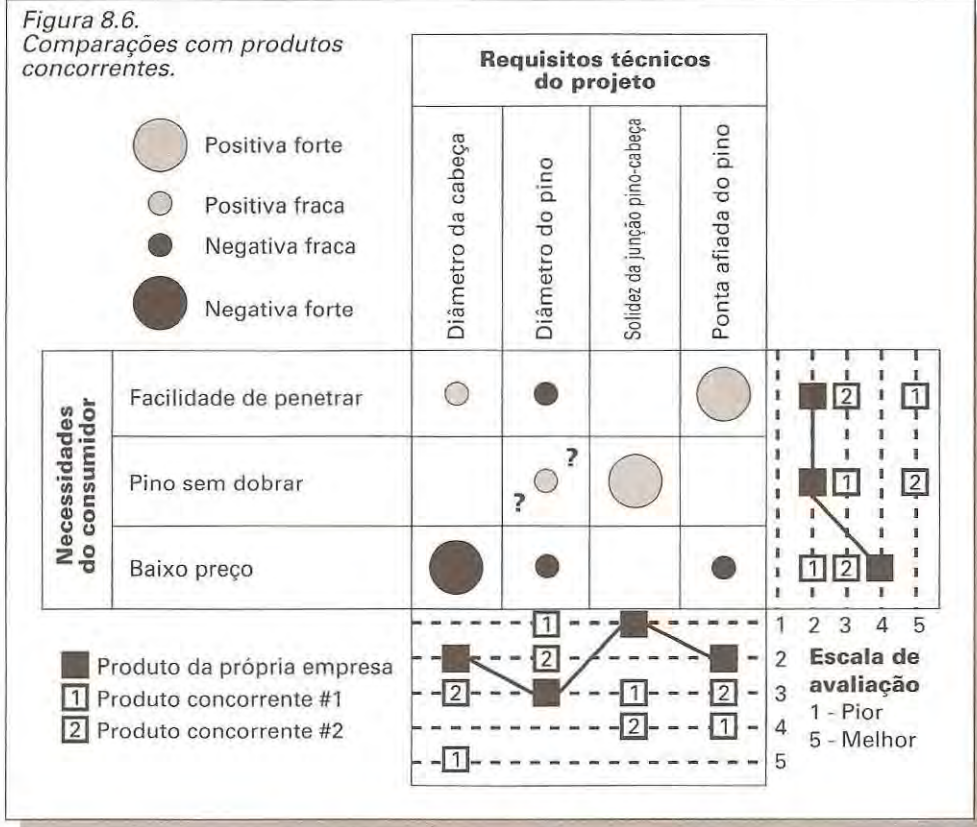 Figura 8.6.
Comparações com produtos
concorrentes.
Requisitos técnicos
do projeto
Positiva forte
Positiva fraca
Negativa fraca
Negativa forte
Diâmetro da cabeça
Diâmetro do pino
Solidez da junção pino-cabeça
Ponta afiada do pino
Necessidades
do consumidor
Facilidade de penetrar
2 1
Pino sem dobrar
? ?
1 2
Baixo preço
1 2
1 2 3 4 5
1
2
2 1 2 3
2 1 4
1 5
Produto da própria empresa
1 Produto concorrente #1
2 Produto concorrente #2
2 Escala de
avaliação
1 - Pior
5 - Melhor